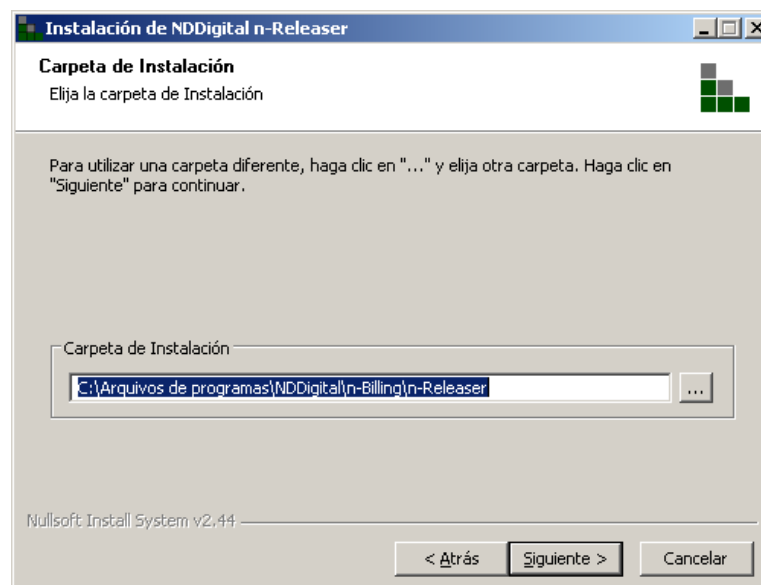 Instalación de NDDigital n-Releaser
Carpeta de Instalación
Elija la carpeta de Instalación
Para utilizar una carpeta diferente, haga clic en "..." y elija otra carpeta. Haga clic en
"Siguiente" para continuar.
Carpeta de Instalación
C:\Arquivos de programas\NDDigital\n-Billing\n-Releaser
...
Nullsoft Install System v2.44
< Atrás
Siguiente >
Cancelar